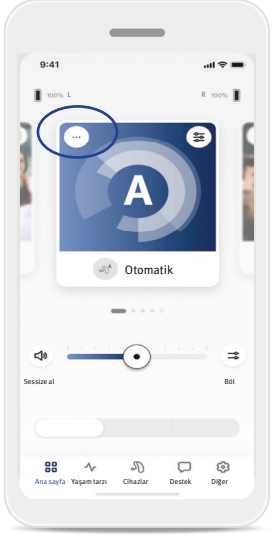 9:41
100% L
R 100%
...
A
Otomatik
Sessize al
Böl
Ana sayfa Yaşam tarzı Cihazlar Destek Diğer